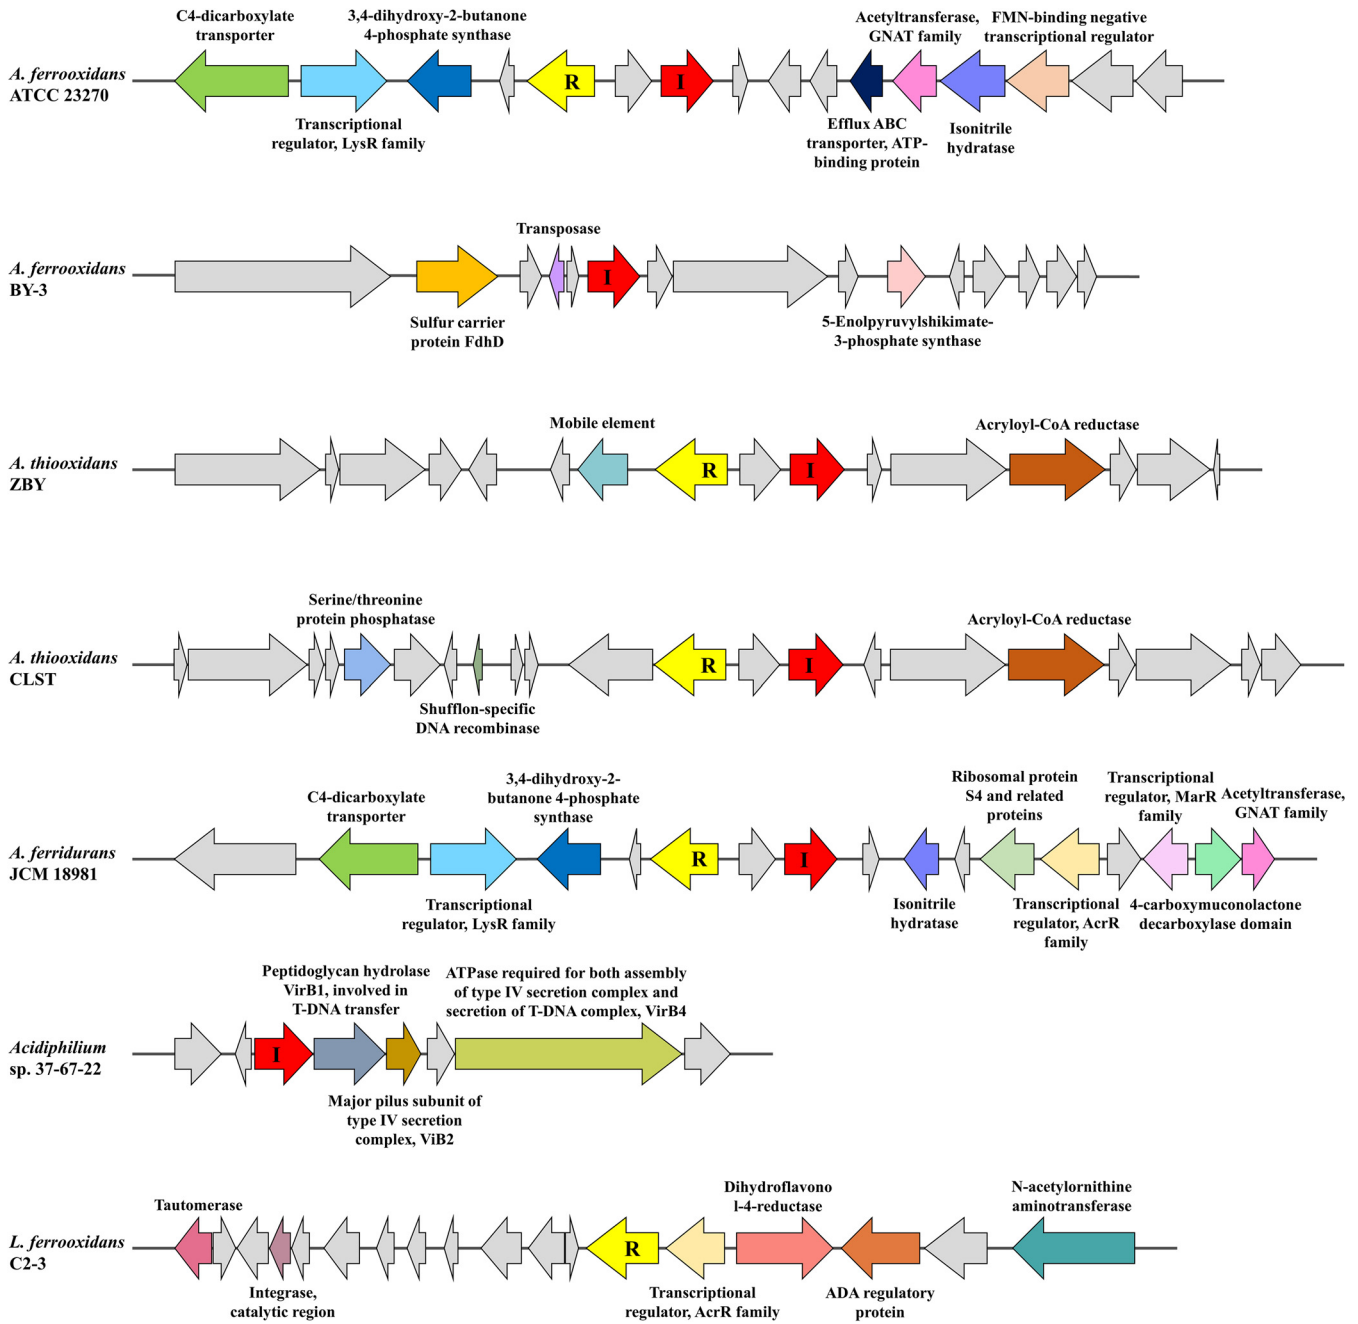 C4-dicarboxylate
transporter
3,4-dihydroxy-2-butanone
4-phosphate synthase
Acetyltransferase,
GNAT family
FMN-binding negative
transcriptional regulator
A. ferrooxidans
ATCC 23270
R
I
Transcriptional
regulator, LysR family
Efflux ABC
transporter, ATP-
binding protein
Isonitrile
hydratase
Transposase
A. ferrooxidans
BY-3
I
Sulfur carrier
protein FdhD
5-Enolpyruvylshikimate-
3-phosphate synthase
Mobile element
Acryloyl-CoA reductase
A. thiooxidans
ZBY
R
I
Serine/threonine
protein phosphatase
Acryloyl-CoA reductase
A. thiooxidans
CLST
R
I
Shufflon-specific
DNA recombinase
C4-dicarboxylate
transporter
3,4-dihydroxy-2-
butanone 4-phosphate
synthase
Ribosomal protein
S4 and related
proteins
Transcriptional
regulator, MarR
family
Acetyltransferase,
GNAT family
A. ferridurans
JCM 18981
R
I
Transcriptional
regulator, LysR family
Isonitrile
hydratase
Transcriptional
regulator, AcrR
family
4-carboxymuconolactone
decarboxylase domain
Peptidoglycan hydrolase
VirB1, involved in
T-DNA transfer
ATPase required for both assembly
of type IV secretion complex and
secretion of T-DNA complex, VirB4
Acidiphilium
sp. 37-67-22
I
Major pilus subunit of
type IV secretion
complex, ViB2
Tautomerase
Dihydroflavono
l-4-reductase
N-acetylornithine
aminotransferase
L. ferrooxidans
C2-3
R
Integrase,
catalytic region
Transcriptional
regulator, AcrR family
ADA regulatory
protein